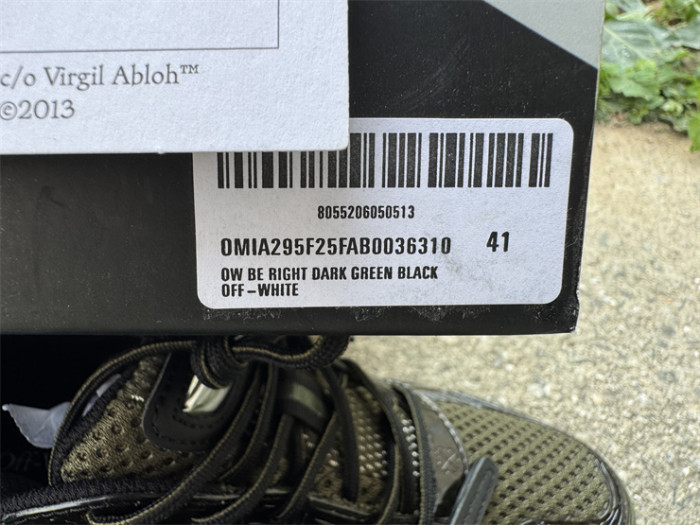 c/o Virgil Abloh™
©2013
8055206050513
OMIA295F25FAB0036310 41
OW BE RIGHT DARK GREEN BLACK
OFF-WHITE